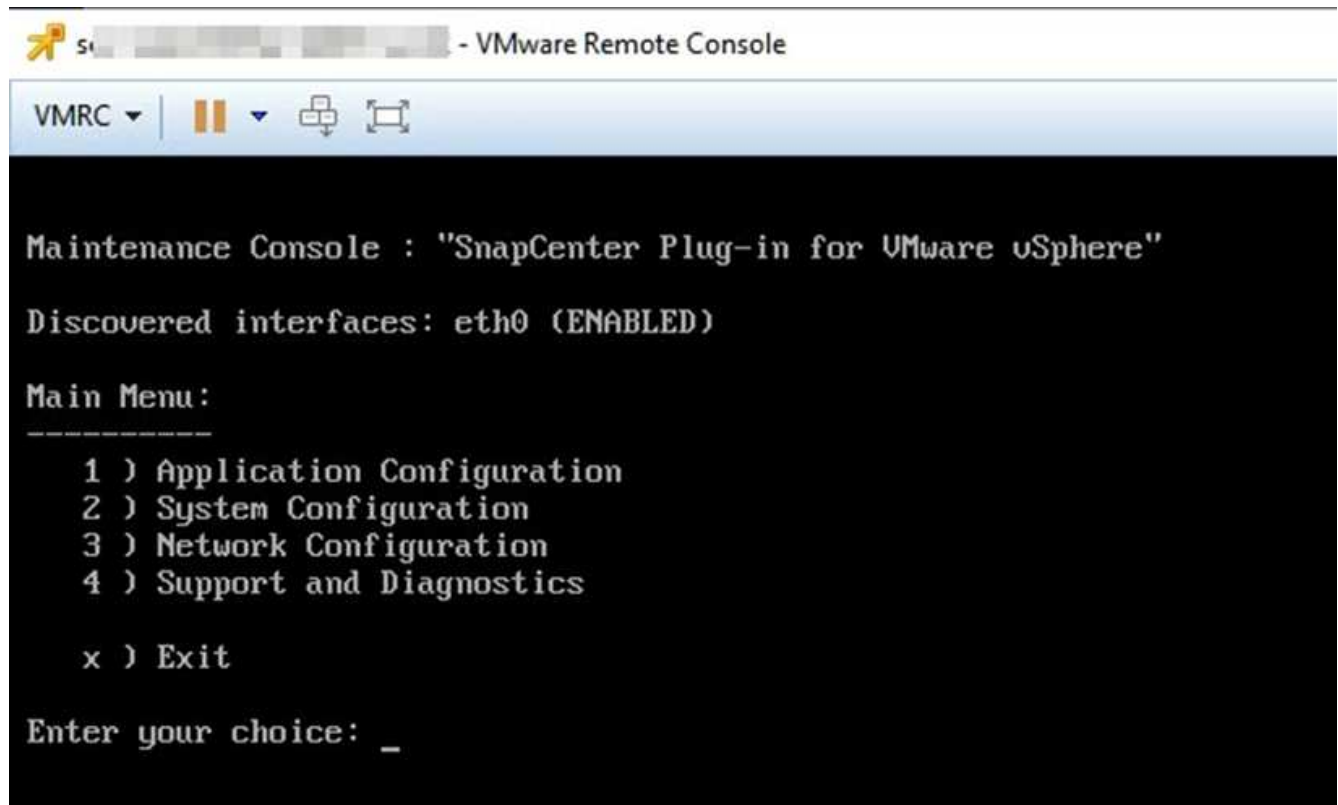 - VMware Remote Console
VMRC
Maintenance Console : "SnapCenter Plug-in for VMware vSphere"
Discovered interfaces: eth0 (ENABLED)
Main Menu:
----------
1 ) Application Configuration
2 ) System Configuration
3 ) Network Configuration
4 ) Support and Diagnostics
x ) Exit
Enter your choice: _